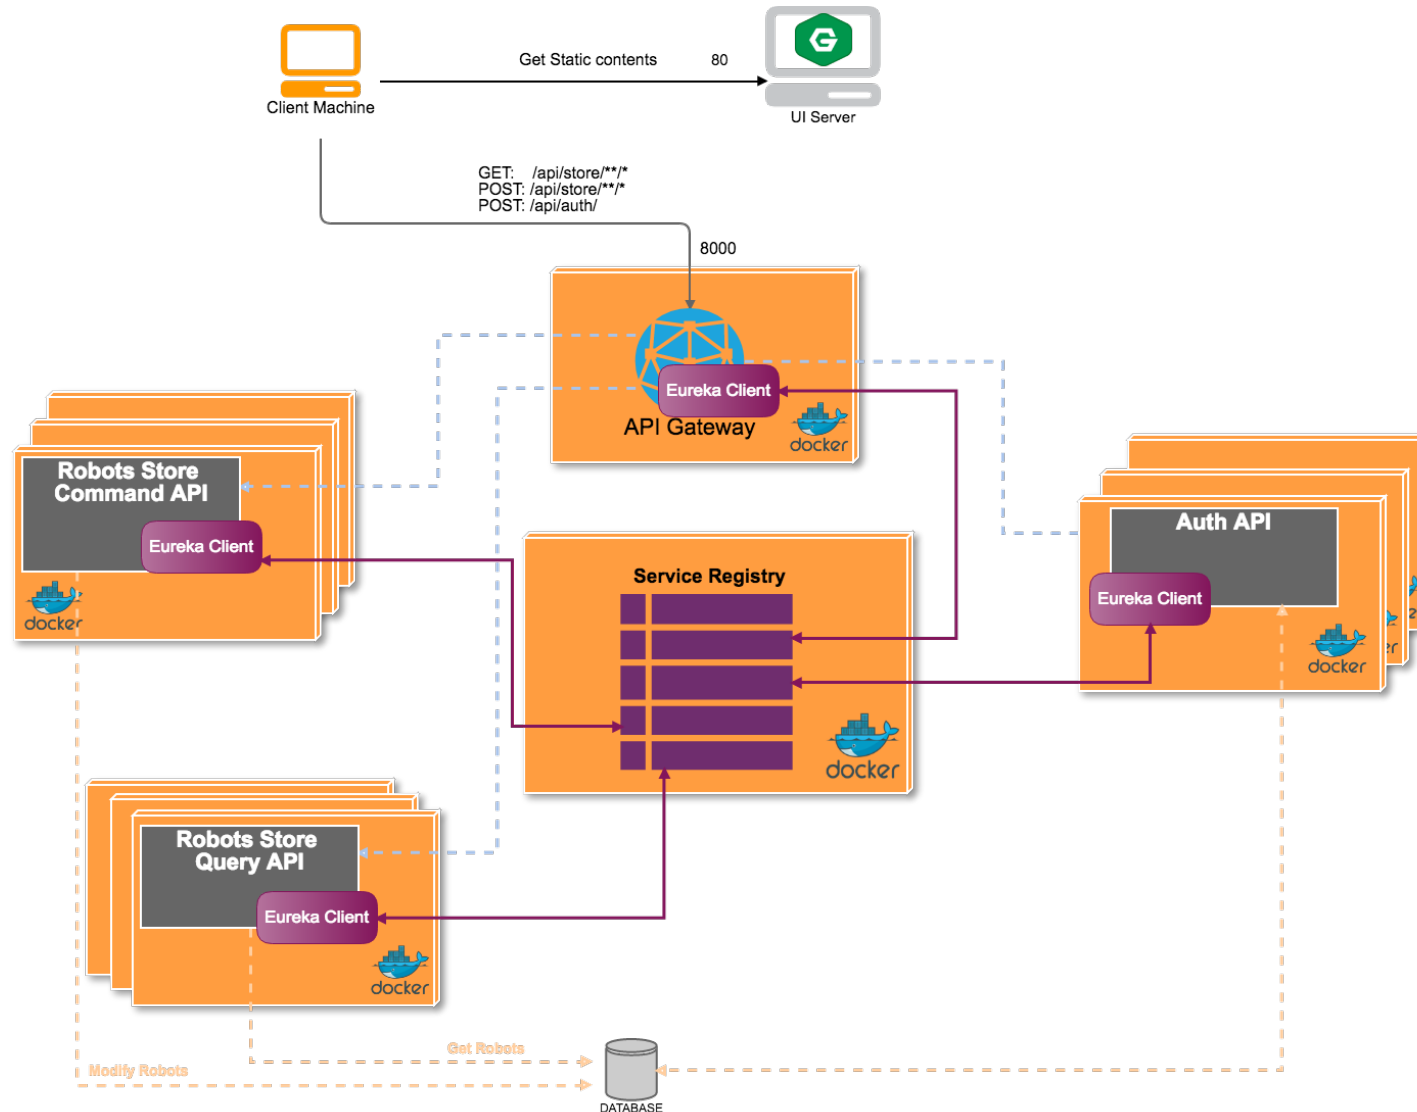 Get Static contents 80
G
Client Machine
UI Server
GET: /api/store/**/*
POST: /api/store/**/*
POST: /api/auth/
8000
Eureka Client
API Gateway
docker
Robots Store
Command API
Eureka Client
docker
Auth API
Eureka Client
docker
er
Service Registry
docker
Robots Store
Query API
Eureka Client
docker
Get Robots
Modify Robots
DATABASE